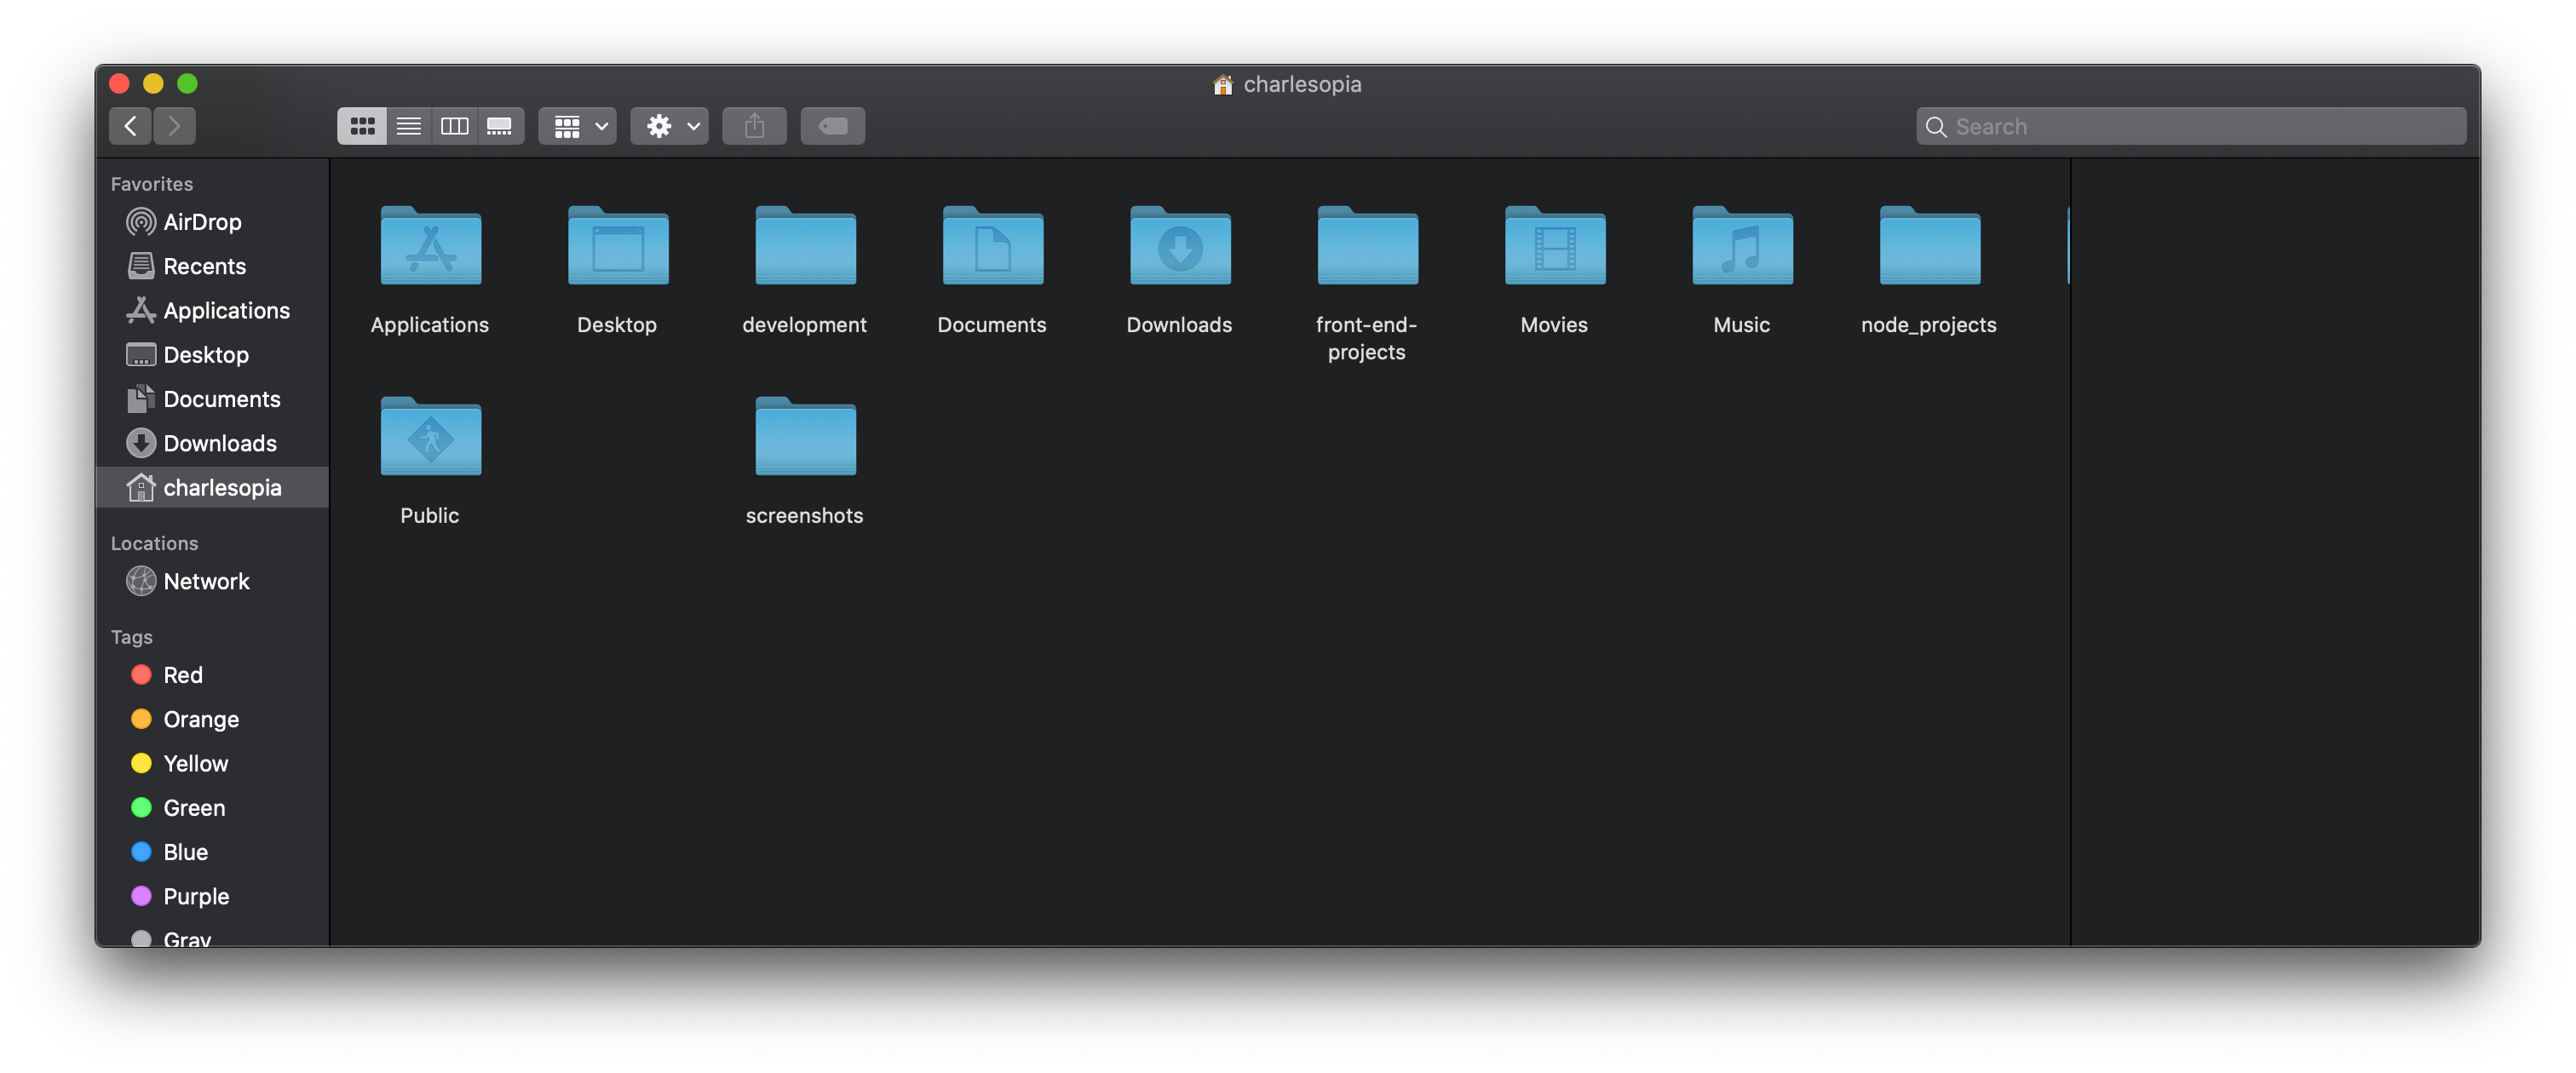 charlesopia
Search
Favorites
AirDrop
Recents
Applications
Desktop
Documents
Downloads
charlesopia
Locations
Network
Tags
Red
Orange
Yellow
Green
Blue
Purple
Gray
Applications
Desktop
development
Documents
Downloads
front-end-
projects
Movies
Music
node_projects
Public
screenshots